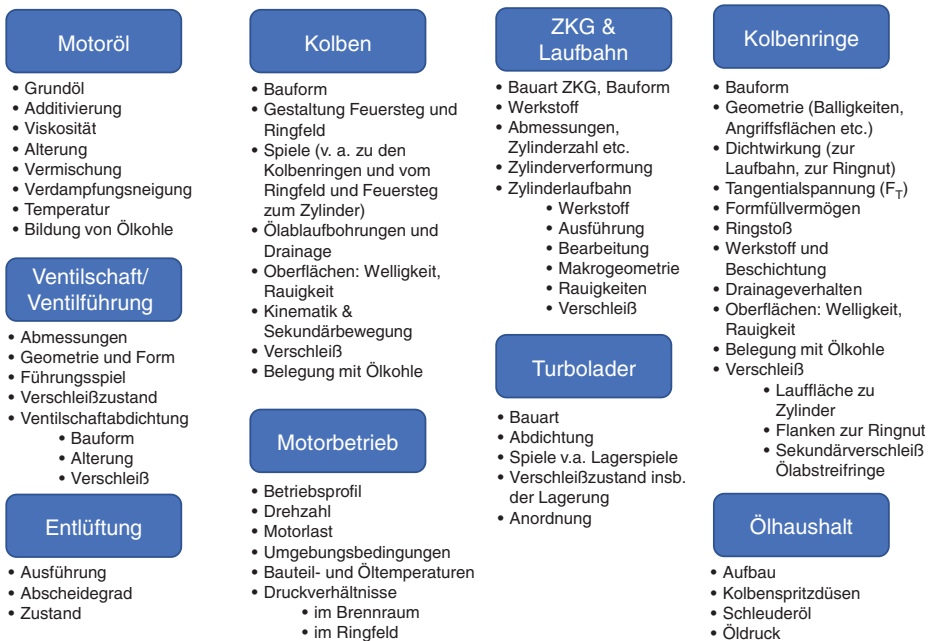 Motoröl
• Grundöl
• Additivierung
• Viskosität
• Alterung
• Vermischung
• Verdampfungsneigung
• Temperatur
• Bildung von Ölkohle
Ventilschaft/
Ventilführung
• Abmessungen
• Geometrie und Form
• Führungsspiel
• Verschleißzustand
• Ventilschaftabdichtung
• Bauform
• Alterung
• Verschleiß
Entlüftung
• Ausführung
• Abscheidegrad
• Zustand
Kolben
• Bauform
• Gestaltung Feuersteg und
Ringfeld
• Spiele (v. a. zu den
Kolbenringen und vom
Ringfeld und Feuersteg
zum Zylinder)
• Ölablaufbohrungen und
Drainage
• Oberflächen: Welligkeit,
Rauigkeit
• Kinematik &
Sekundärbewegung
• Verschleiß
• Belegung mit Ölkohle
Motorbetrieb
• Betriebsprofil
• Drehzahl
• Motorlast
• Umgebungsbedingungen
• Bauteil- und Öltemperaturen
• Druckverhältnisse
• im Brennraum
• im Ringfeld
ZKG &
Laufbahn
• Bauart ZKG, Bauform
• Werkstoff
• Abmessungen,
Zylinderzahl etc.
• Zylinderverformung
• Zylinderlaufbahn
• Werkstoff
• Ausführung
• Bearbeitung
• Makrogeometrie
• Rauigkeiten
• Verschleiß
Turbolader
• Bauart
• Abdichtung
• Spiele v.a. Lagerspiele
• Verschleißzustand insb.
der Lagerung
• Anordnung
Kolbenringe
• Bauform
• Geometrie (Balligkeiten,
Angriffsflächen etc.)
• Dichtwirkung (zur
Laufbahn, zur Ringnut)
• Tangentialspannung (F_T)
• Formfüllvermögen
• Ringstoß
• Werkstoff und
Beschichtung
• Drainageverhalten
• Oberflächen: Welligkeit,
Rauigkeit
• Belegung mit Ölkohle
• Verschleiß
• Lauffläche zu
Zylinder
• Flanken zur Ringnut
• Sekundärverschleiß
Ölabstreifringe
Ölhaushalt
• Aufbau
• Kolbenspritzdüsen
• Schleuderöl
• Öldruck